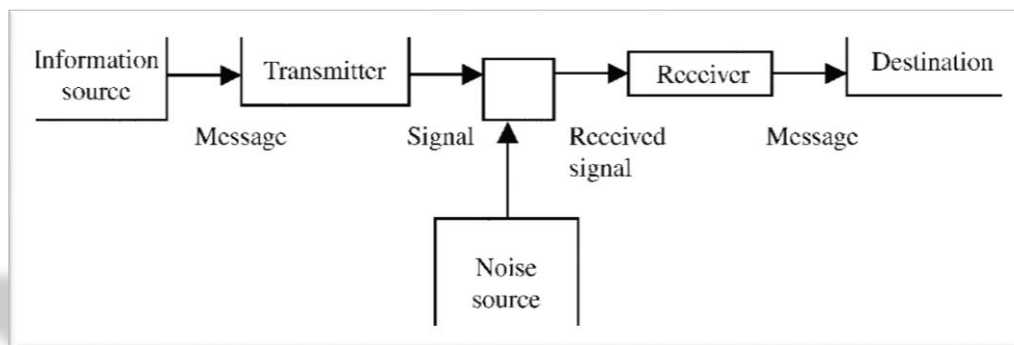 Information
source
Transmitter
Receiver
Destination
Message
Signal
Received
signal
Message
Noise
source